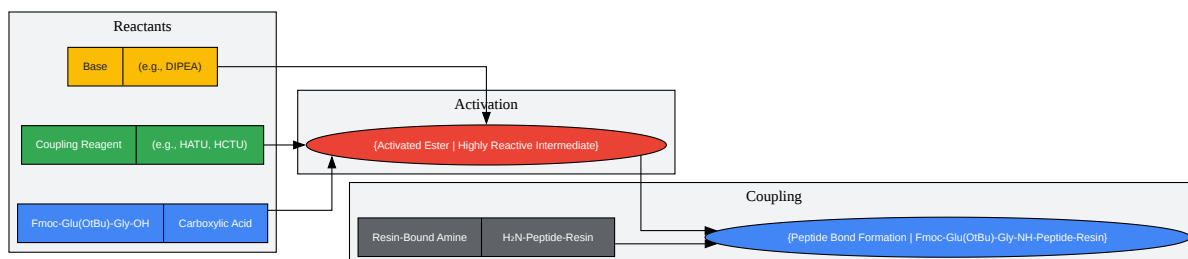 Reactants
Base
(e.g., DIPEA)
Coupling Reagent
(e.g., HATU, HCTU)
Fmoc-Glu(OtBu)-Gly-OH
Carboxylic Acid
Activation
{Activated Ester | Highly Reactive Intermediate}
Coupling
Resin-Bound Amine
H₂N-Peptide-Resin
{Peptide Bond Formation | Fmoc-Glu(OtBu)-Gly-NH-Peptide-Resin}